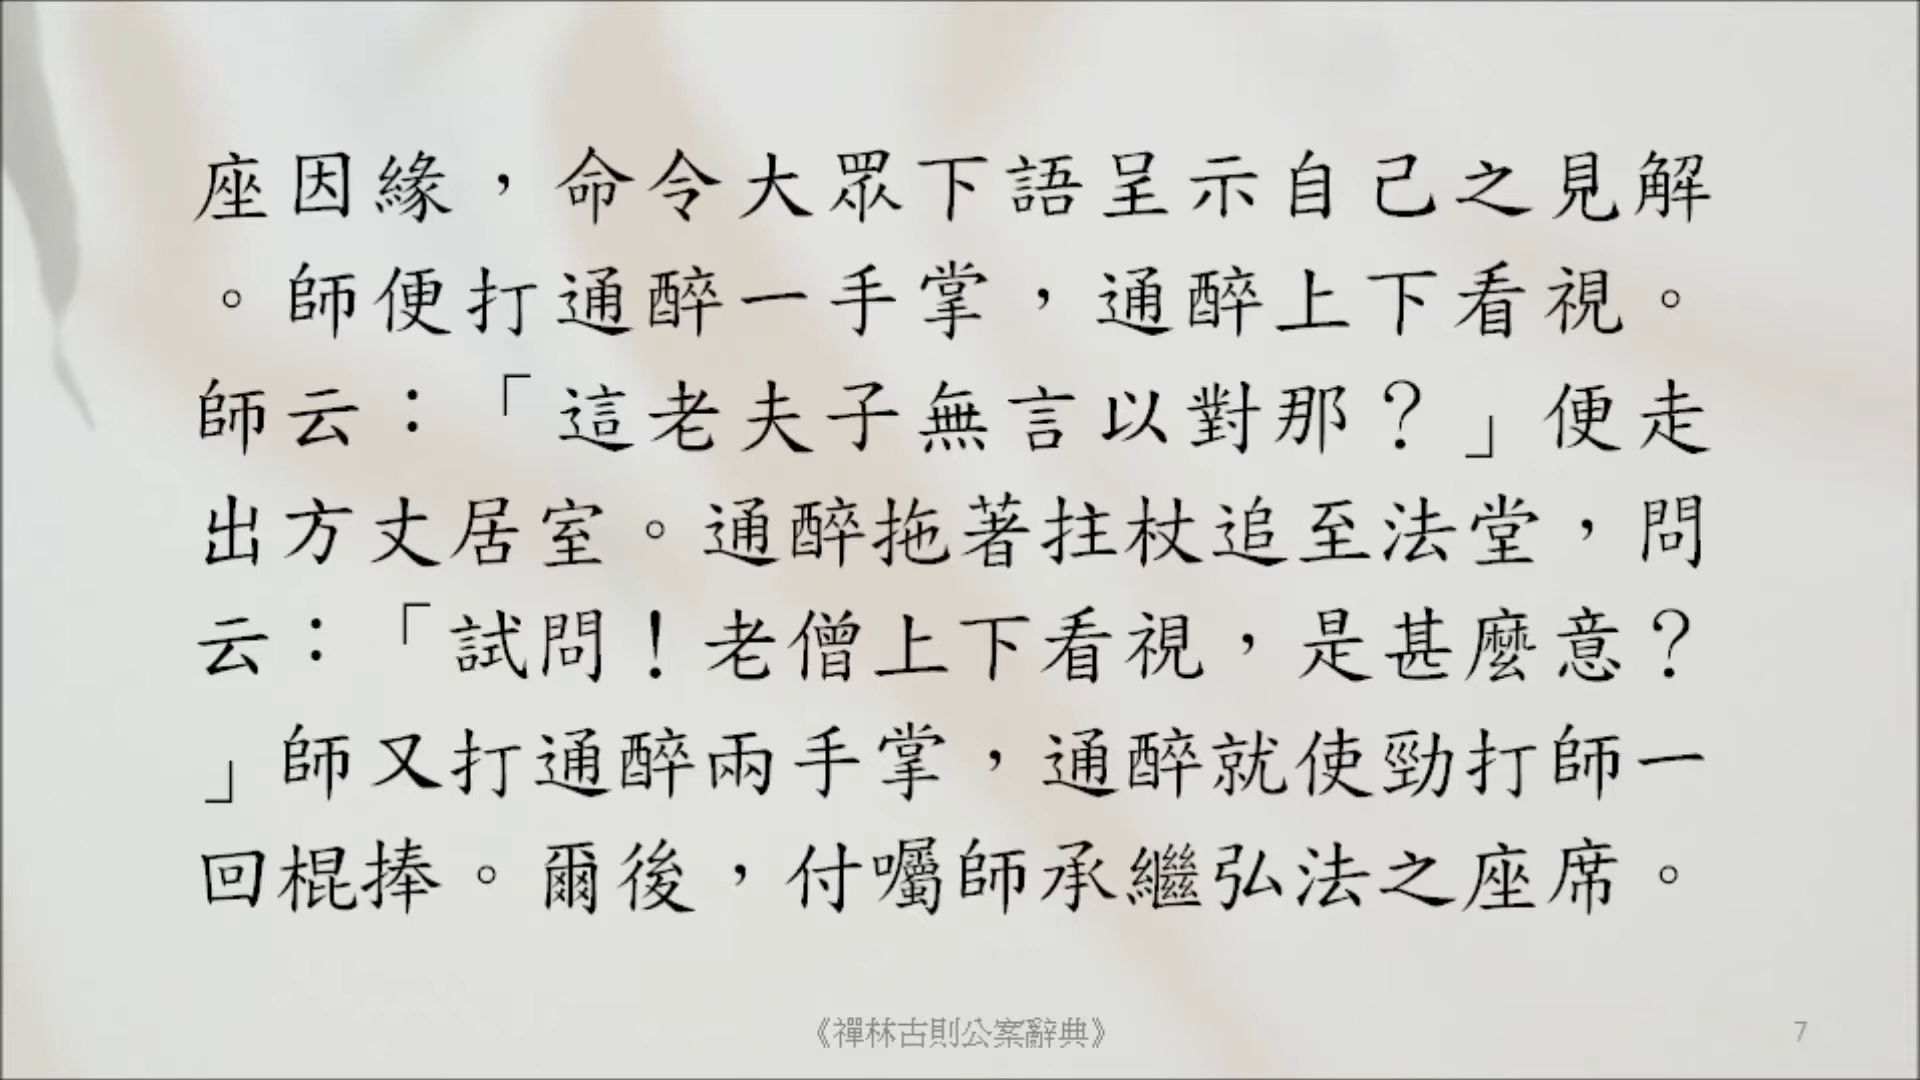 座因緣，命令大眾下語呈示自己之見解
。師便打通醉一手掌，通醉上下看視。
師云：「這老夫子無言以對那？」便走
出方丈居室。通醉拖著拄杖追至法堂，問
云：「試問！老僧上下看視，是甚麼意？
」師又打通醉兩手掌，通醉就使勁打師一
回棍捧。爾後，付囑師承繼弘法之座席。
《禪林古則公案辭典》
7